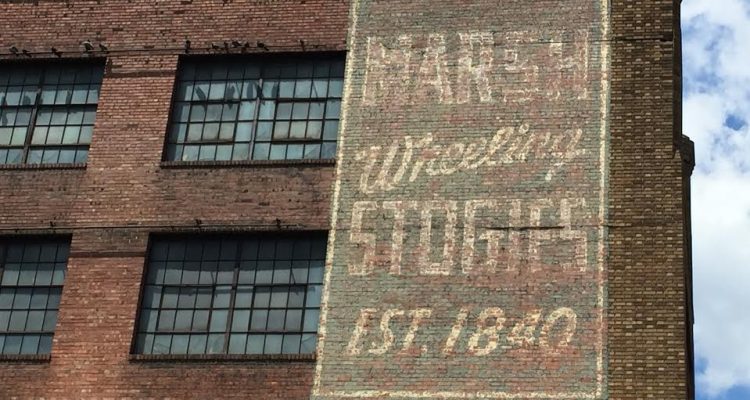 MARSH
Wheeling
STOGIES
EST. 1840